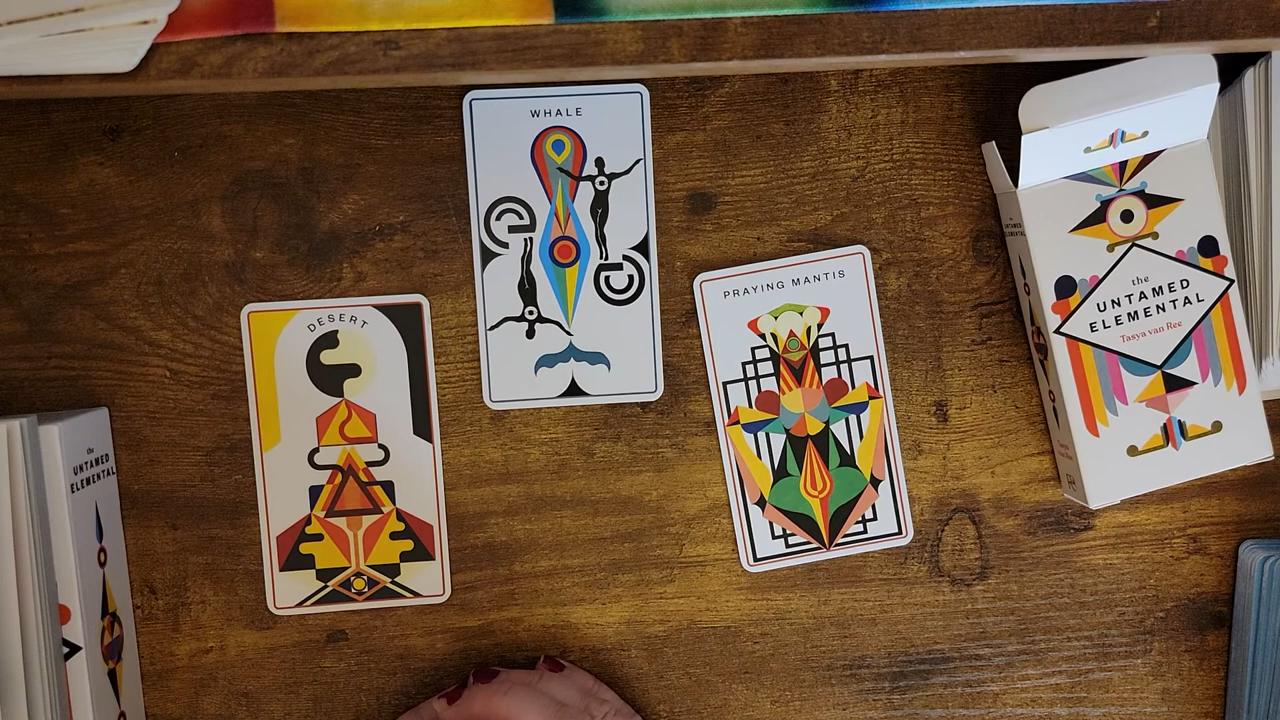 WHALE
PRAYING MANTIS
DESERT
the
UNTAMED
ELEMENTAL
Tasya van Ree
the
UNTAMED
ELEMENTAL